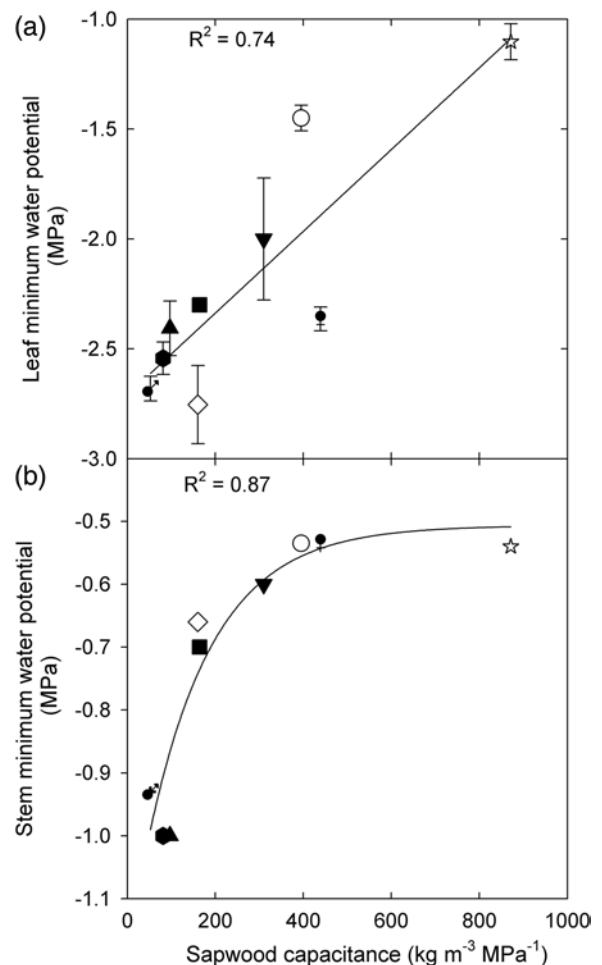 (a)
R² = 0.74
-1.0
-1.5
-2.0
-2.5
-3.0
Leaf minimum water potential
(MPa)
(b)
R² = 0.87
-0.5
-0.6
-0.7
-0.8
-0.9
-1.0
-1.1
Stem minimum water potential
(MPa)
0 200 400 600 800 1000
Sapwood capacitance (kg m⁻³ MPa⁻¹)